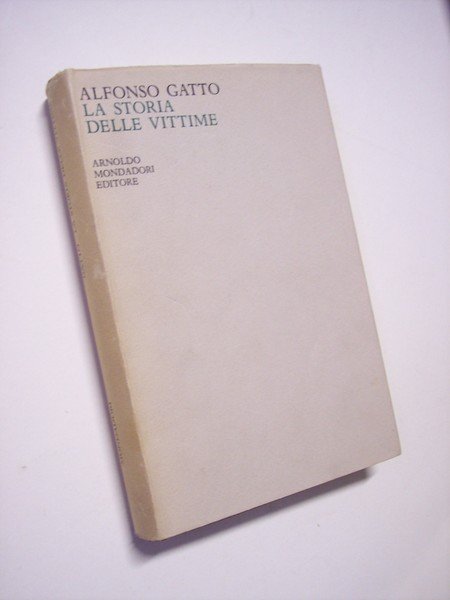 ALFONSO GATTO
LA STORIA
DELLE VITTIME
ARNOLDO
MONDADORI
EDITORE